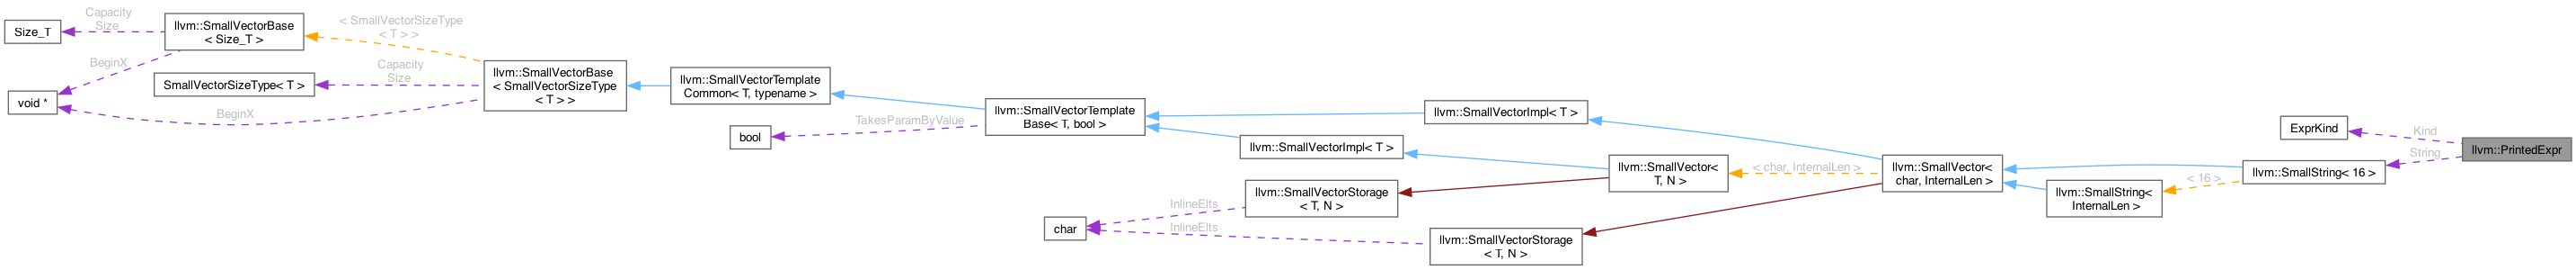 Size_T
Capacity
Size
llvm::SmallVectorBase
< Size_T >
< SmallVectorSizeType
< T > >
BeginX
void *
SmallVectorSizeType< T >
Capacity
Size
BeginX
llvm::SmallVectorBase
< SmallVectorSizeType
< T > >
llvm::SmallVectorTemplate
Common< T, typename >
bool
TakesParamByValue
llvm::SmallVectorTemplate
Base< T, bool >
llvm::SmallVectorImpl< T >
llvm::SmallVectorImpl< T >
llvm::SmallVectorStorage
< T, N >
char
InlineElts
InlineElts
llvm::SmallVectorStorage
< T, N >
llvm::SmallVector<
T, N >
< char, InternalLen >
llvm::SmallVector<
char, InternalLen >
llvm::SmallString<
InternalLen >
< 16 >
llvm::SmallString< 16 >
ExprKind
Kind
String
llvm::PrintedExpr